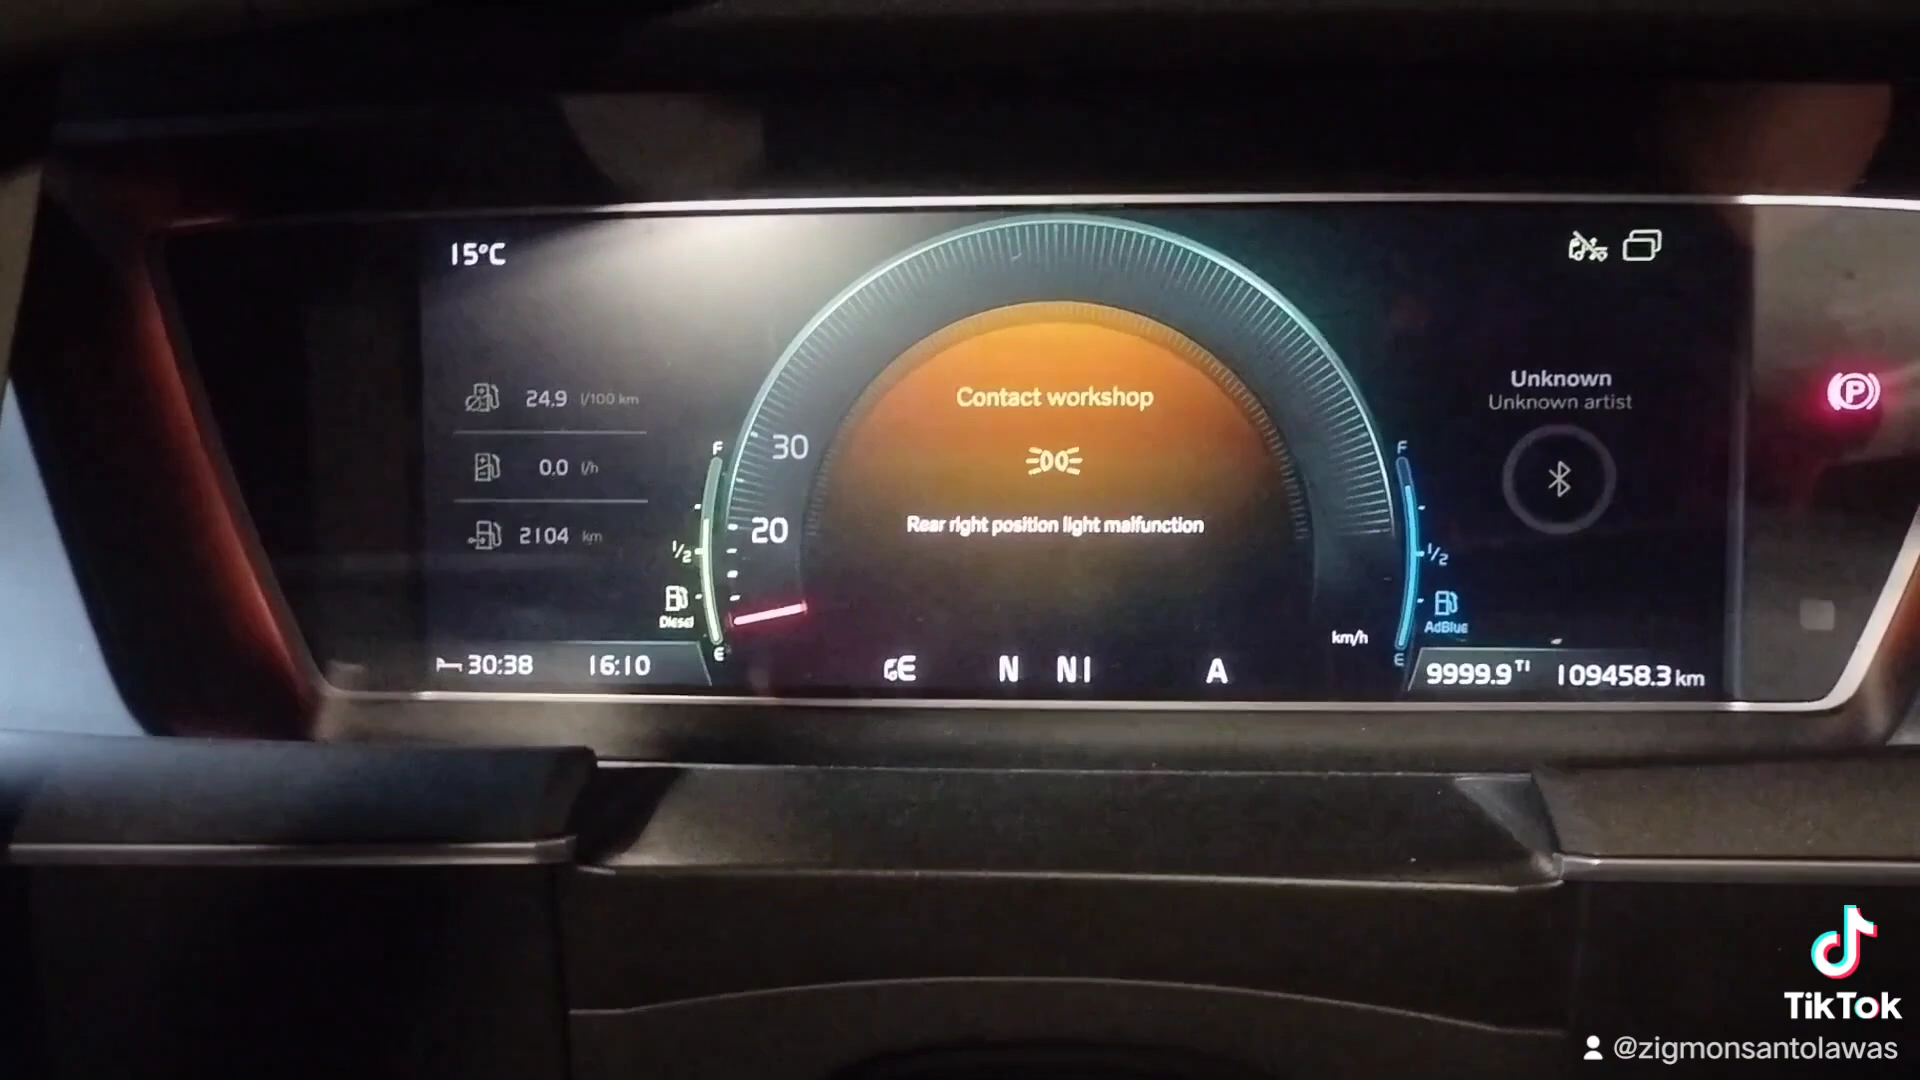 15°C
24.9 l/100 km
0.0 l/h
2104 km
30:38 16:10
F
1/2
Diesel
E
30
20
Contact workshop
Rear right position light malfunction
E N N1 A
km/h
F
1/2
AdBlue
E
Unknown
Unknown artist
9999.9 T1 109458.3 km
P
TikTok
@zigmonsantolawas